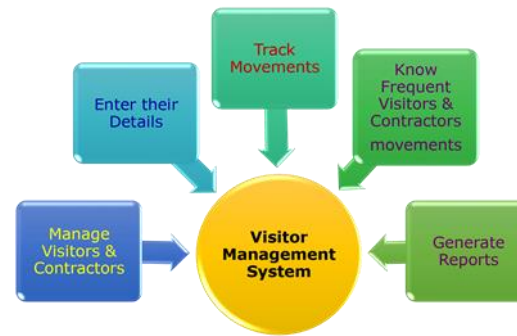 Track
Movements
Know
Frequent
Visitors &
Contractors
movements
Enter their
Details
Manage
Visitors &
Contractors
Visitor
Management
System
Generate
Reports